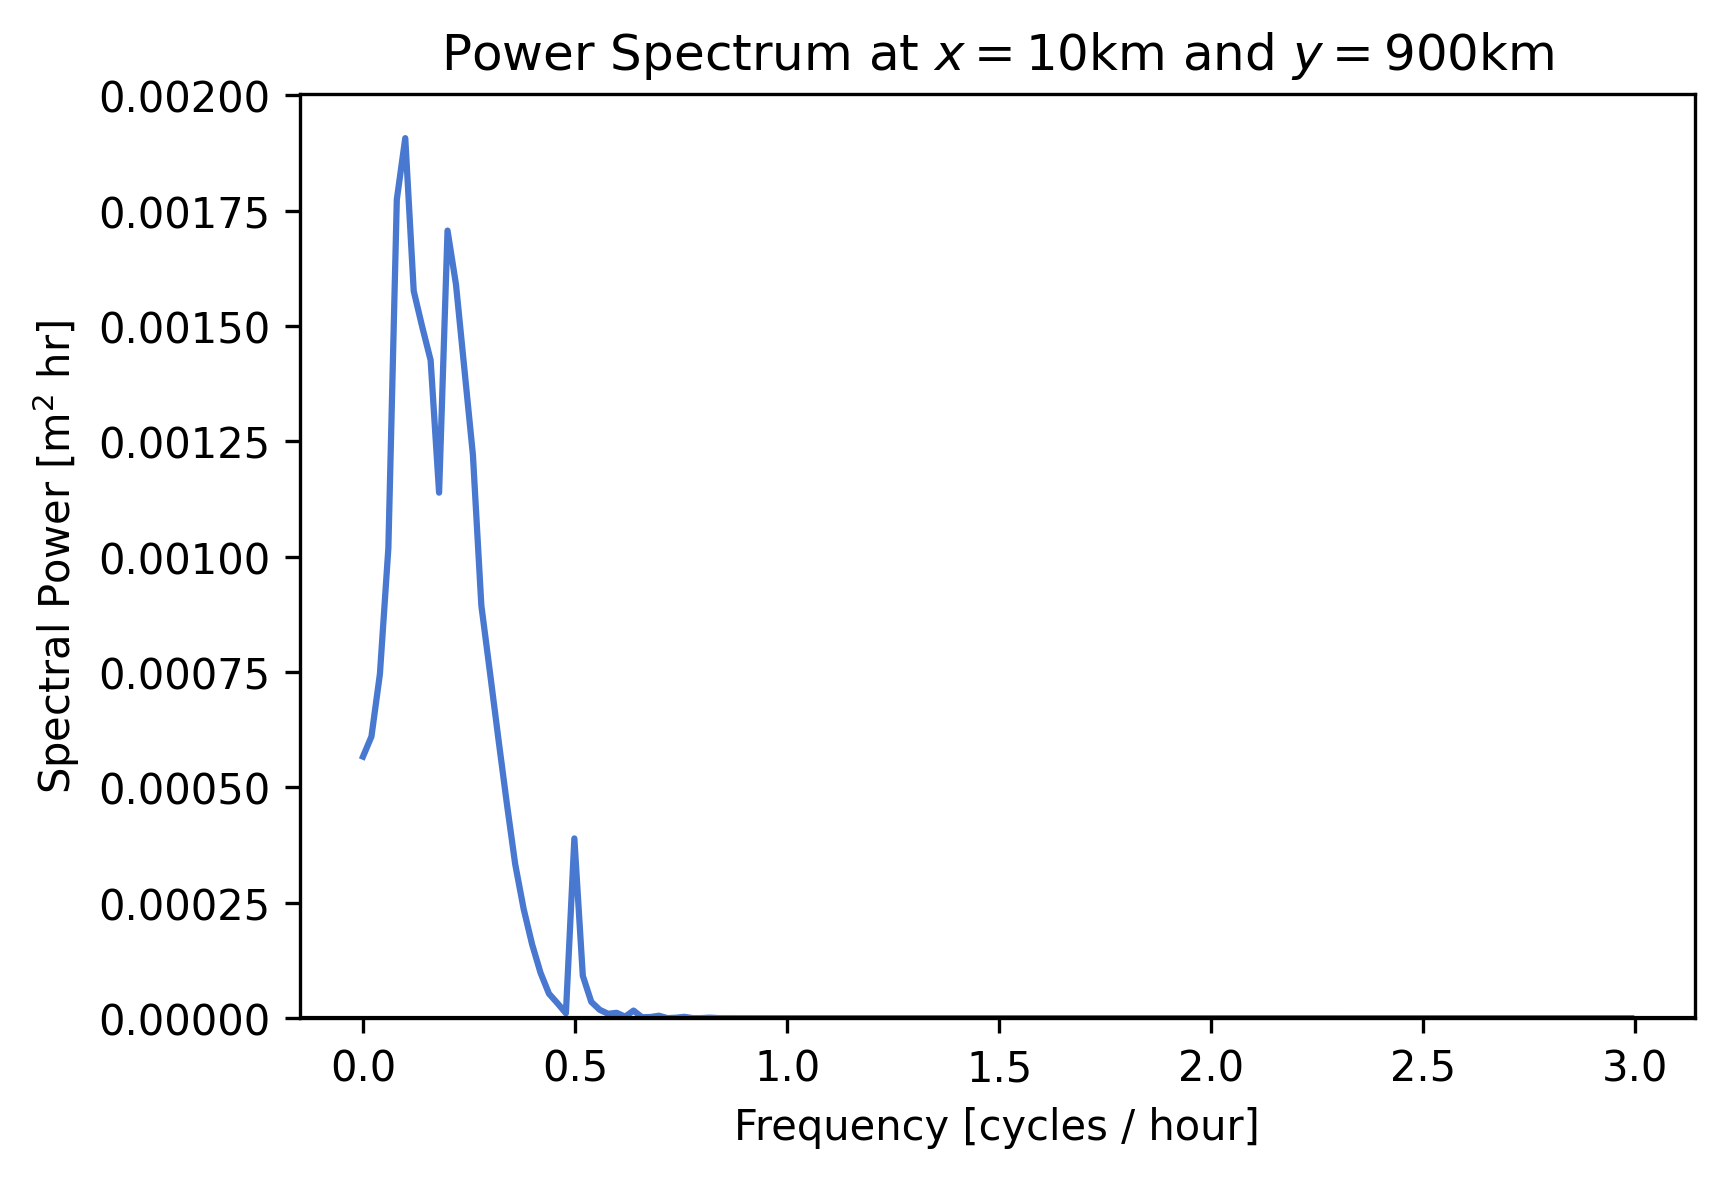 Power Spectrum at x = 10km and y = 900km
0.00200
0.00175
0.00150
0.00125
0.00100
0.00075
0.00050
0.00025
0.00000
Spectral Power [m² hr]
0.0 0.5 1.0 1.5 2.0 2.5 3.0
Frequency [cycles / hour]